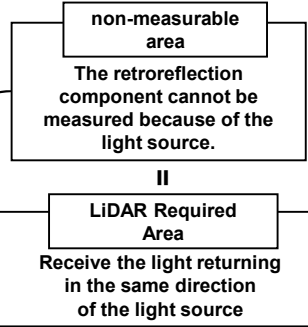 non-measurable
area
The retroreflection
component cannot be
measured because of the
light source.
=
LiDAR Required
Area
Receive the light returning
in the same direction
of the light source